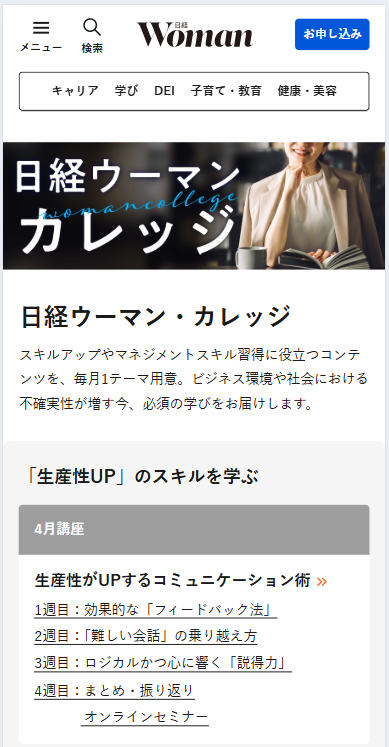 日経
Woman
お申し込み
メニュー
検索
キャリア 学び DEI 子育て・教育 健康・美容
日経ウーマン
womancollege
カレッジ
日経ウーマン・カレッジ
スキルアップやマネジメントスキル習得に役立つコンテ
ンツを、毎月1テーマ用意。ビジネス環境や社会における
不確実性が増す今、必須の学びをお届けします。
「生産性UP」のスキルを学ぶ
4月講座
生産性がUPするコミュニケーション術 »
1週目：効果的な「フィードバック法」
2週目：「難しい会話」の乗り越え方
3週目：ロジカルかつ心に響く「説得力」
4週目：まとめ・振り返り
オンラインセミナー